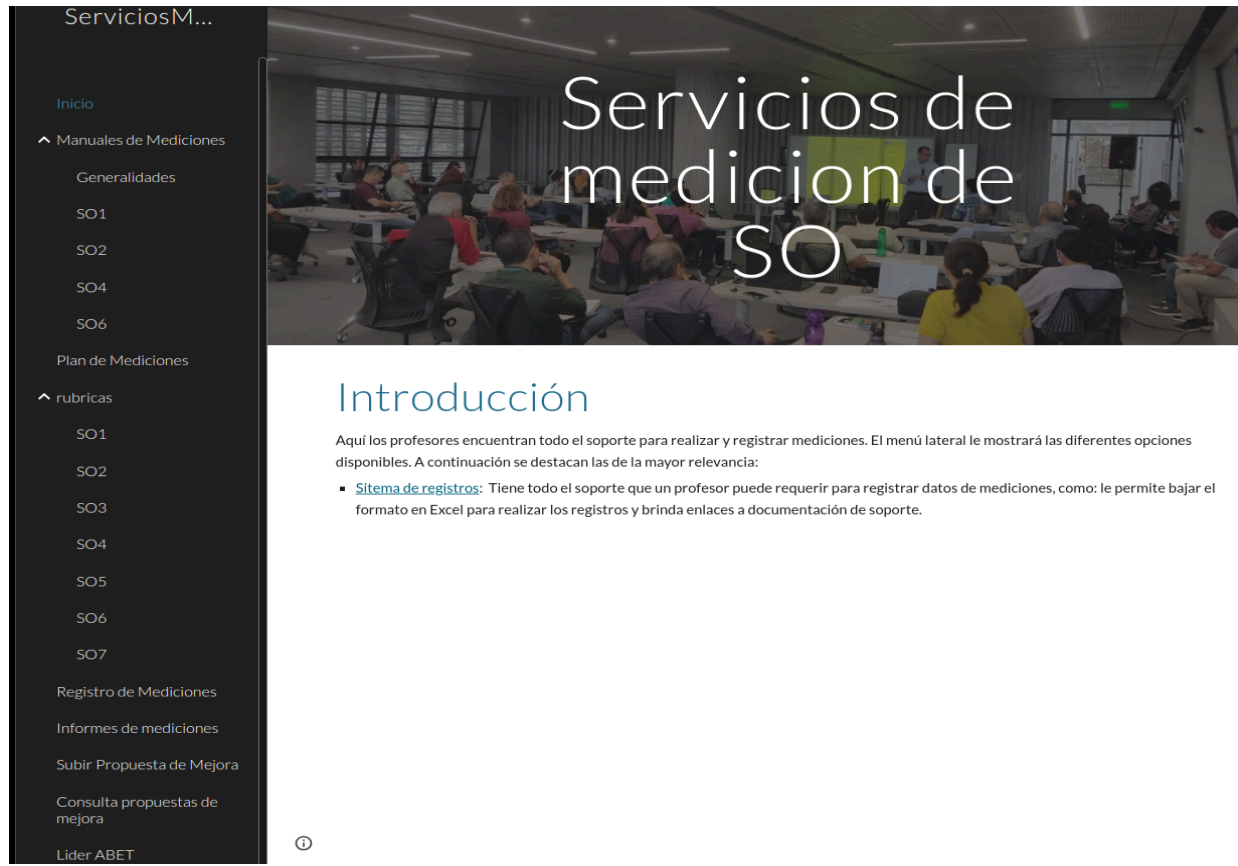 ServiciosM...
Inicio
Manuales de Mediciones
Generalidades
SO1
SO2
SO4
SO6
Plan de Mediciones
rubricas
SO1
SO2
SO3
SO4
SO5
SO6
SO7
Registro de Mediciones
Informes de mediciones
Subir Propuesta de Mejora
Consulta propuestas de
mejora
Lider ABET
Servicios de
medicion de
SO
Introducción
Aquí los profesores encuentran todo el soporte para realizar y registrar mediciones. El menú lateral le mostrará las diferentes opciones
disponibles. A continuación se destacan las de la mayor relevancia:
Sitema de registros: Tiene todo el soporte que un profesor puede requerir para registrar datos de mediciones, como: le permite bajar el
formato en Excel para realizar los registros y brinda enlaces a documentación de soporte.